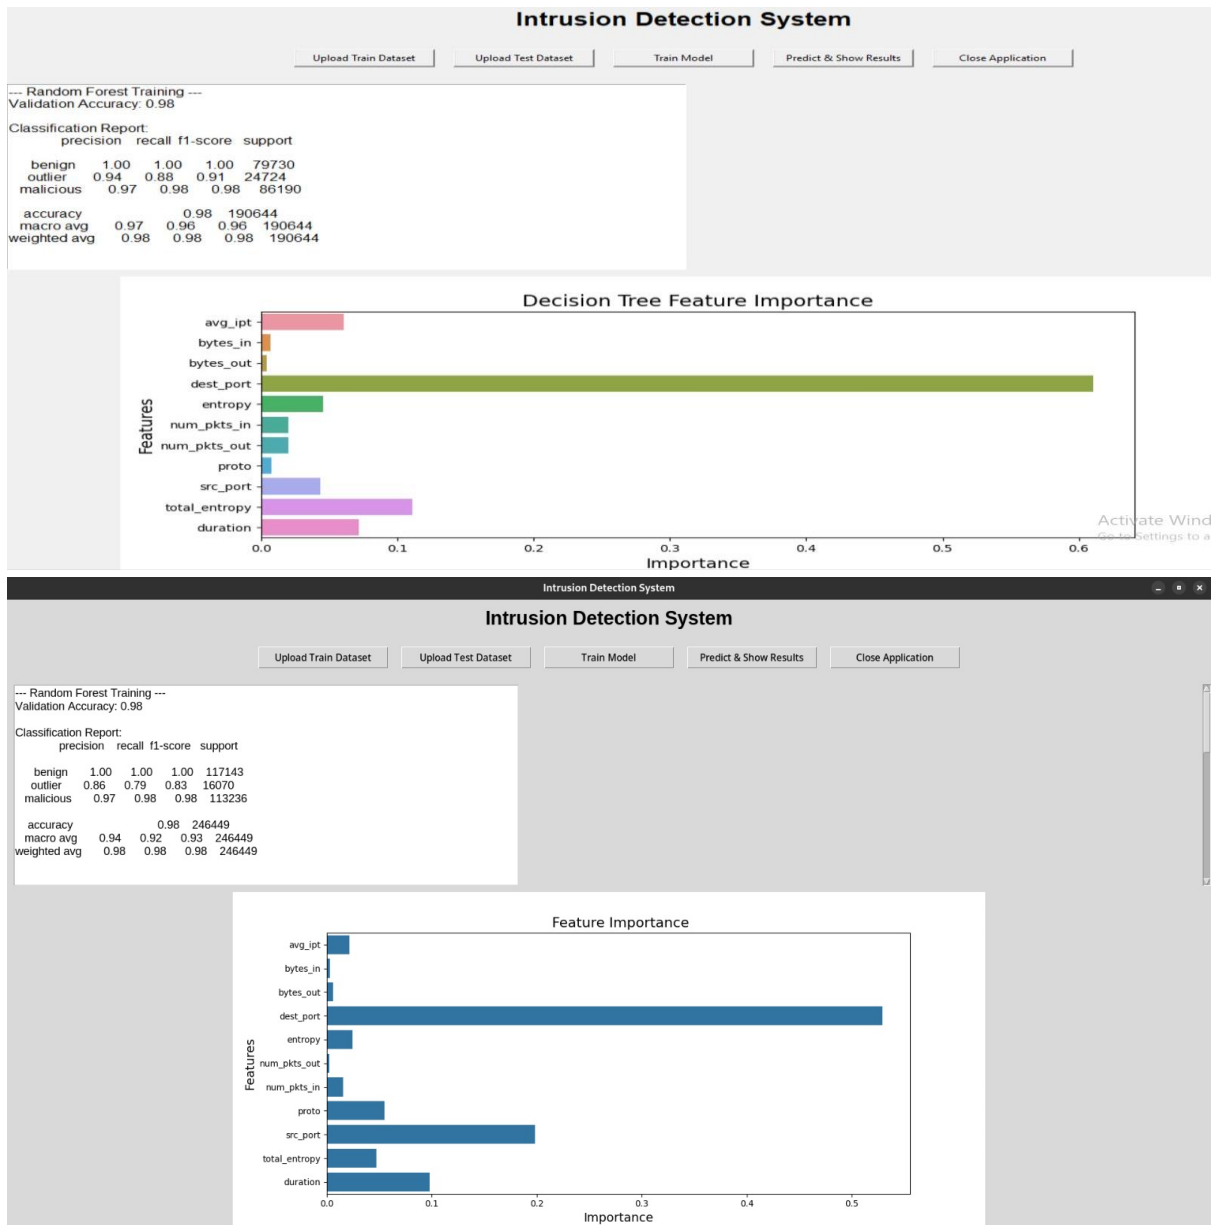 Intrusion Detection System
Upload Train Dataset Upload Test Dataset Train Model Predict & Show Results Close Application
--- Random Forest Training ---
Validation Accuracy: 0.98
Classification Report:
precision recall f1-score support
benign 1.00 1.00 1.00 79730
outlier 0.94 0.88 0.91 24724
malicious 0.97 0.98 0.98 86190
accuracy 0.98 190644
macro avg 0.97 0.96 0.96 190644
weighted avg 0.98 0.98 0.98 190644
Decision Tree Feature Importance
Features
avg_ipt
bytes_in
bytes_out
dest_port
entropy
num_pkts_in
num_pkts_out
proto
src_port
total_entropy
duration
0.0 0.1 0.2 0.3 0.4 0.5 0.6
Importance
Activate Wind
Go to Settings to a
Intrusion Detection System
Intrusion Detection System
Upload Train Dataset Upload Test Dataset Train Model Predict & Show Results Close Application
--- Random Forest Training ---
Validation Accuracy: 0.98
Classification Report:
precision recall f1-score support
benign 1.00 1.00 1.00 117143
outlier 0.86 0.79 0.83 16070
malicious 0.97 0.98 0.98 113236
accuracy 0.98 246449
macro avg 0.94 0.92 0.93 246449
weighted avg 0.98 0.98 0.98 246449
Feature Importance
Features
avg_ipt
bytes_in
bytes_out
dest_port
entropy
num_pkts_out
num_pkts_in
proto
src_port
total_entropy
duration
0.0 0.1 0.2 0.3 0.4 0.5
Importance